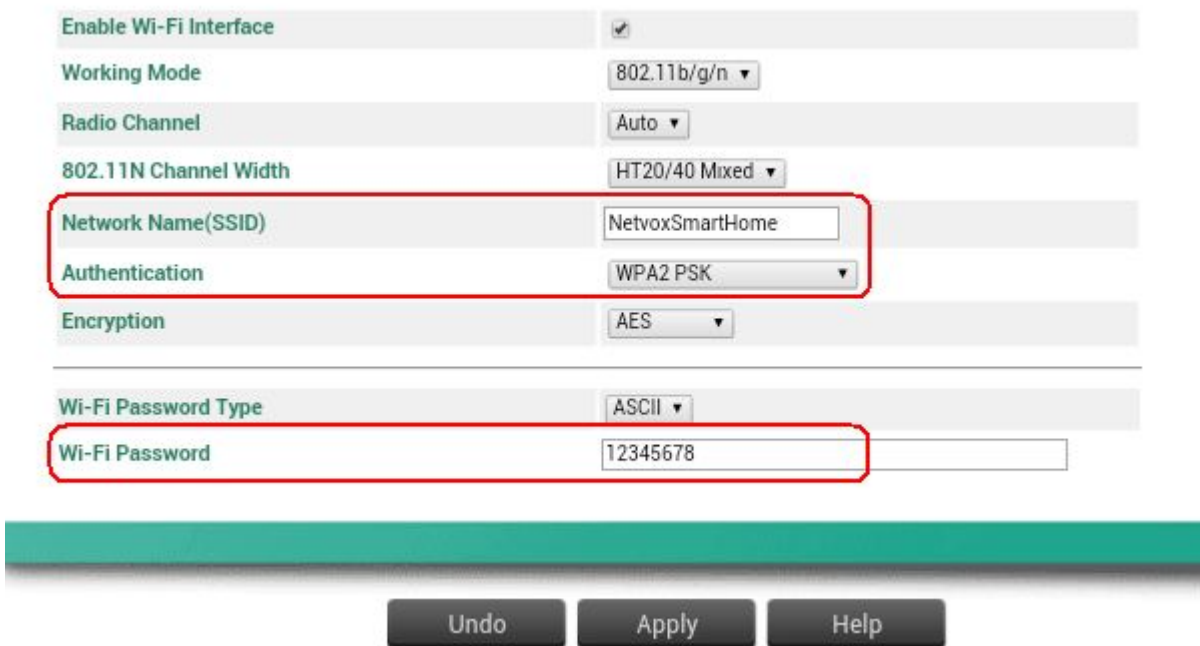 Enable Wi-Fi Interface
Working Mode 802.11b/g/n
Radio Channel Auto
802.11N Channel Width HT20/40 Mixed
Network Name(SSID) NetvoxSmartHome
Authentication WPA2 PSK
Encryption AES
Wi-Fi Password Type ASCII
Wi-Fi Password 12345678
Undo Apply Help